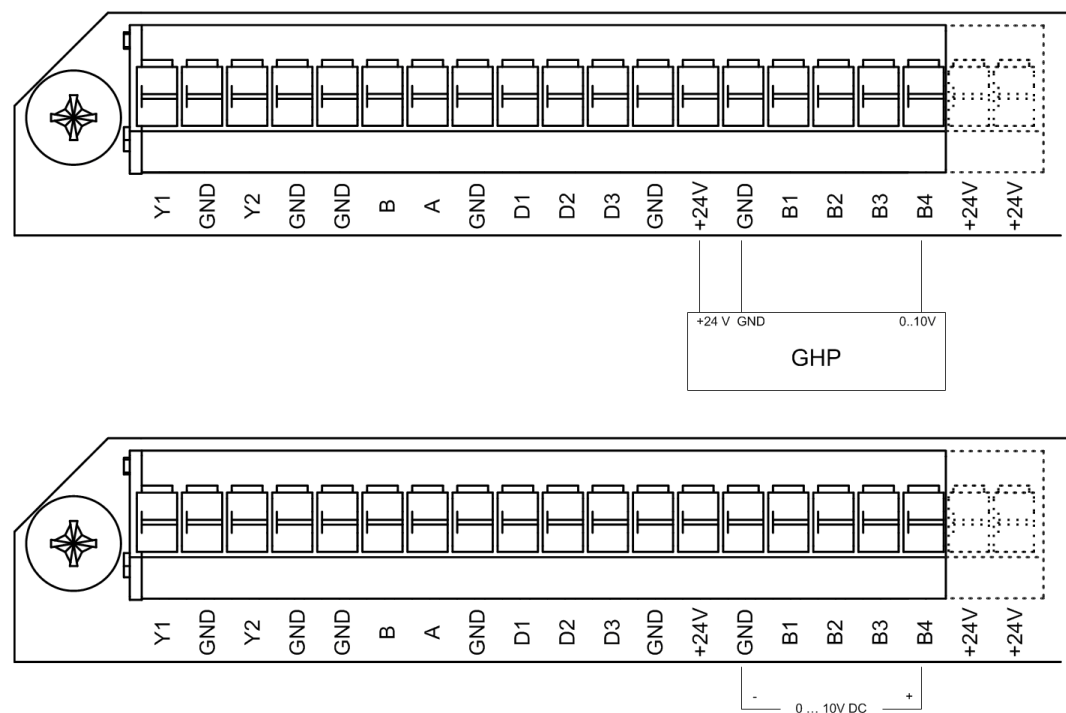 Y1 GND Y2 GND GND B A GND D1 D2 D3 GND +24V GND B1 B2 B3 B4 +24V +24V
+24 V GND 0..10V
GHP
Y1 GND Y2 GND GND B A GND D1 D2 D3 GND +24V GND B1 B2 B3 B4 +24V +24V
- +
0 ... 10V DC